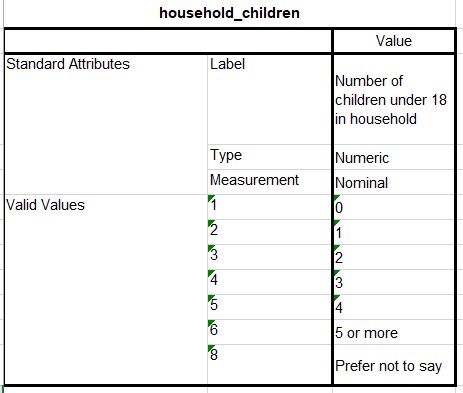 household_children
Value
Standard Attributes Label Number of
children under 18
in household
Type Numeric
Measurement Nominal
Valid Values 1 0
2 1
3 2
4 3
5 4
6 5 or more
8 Prefer not to say